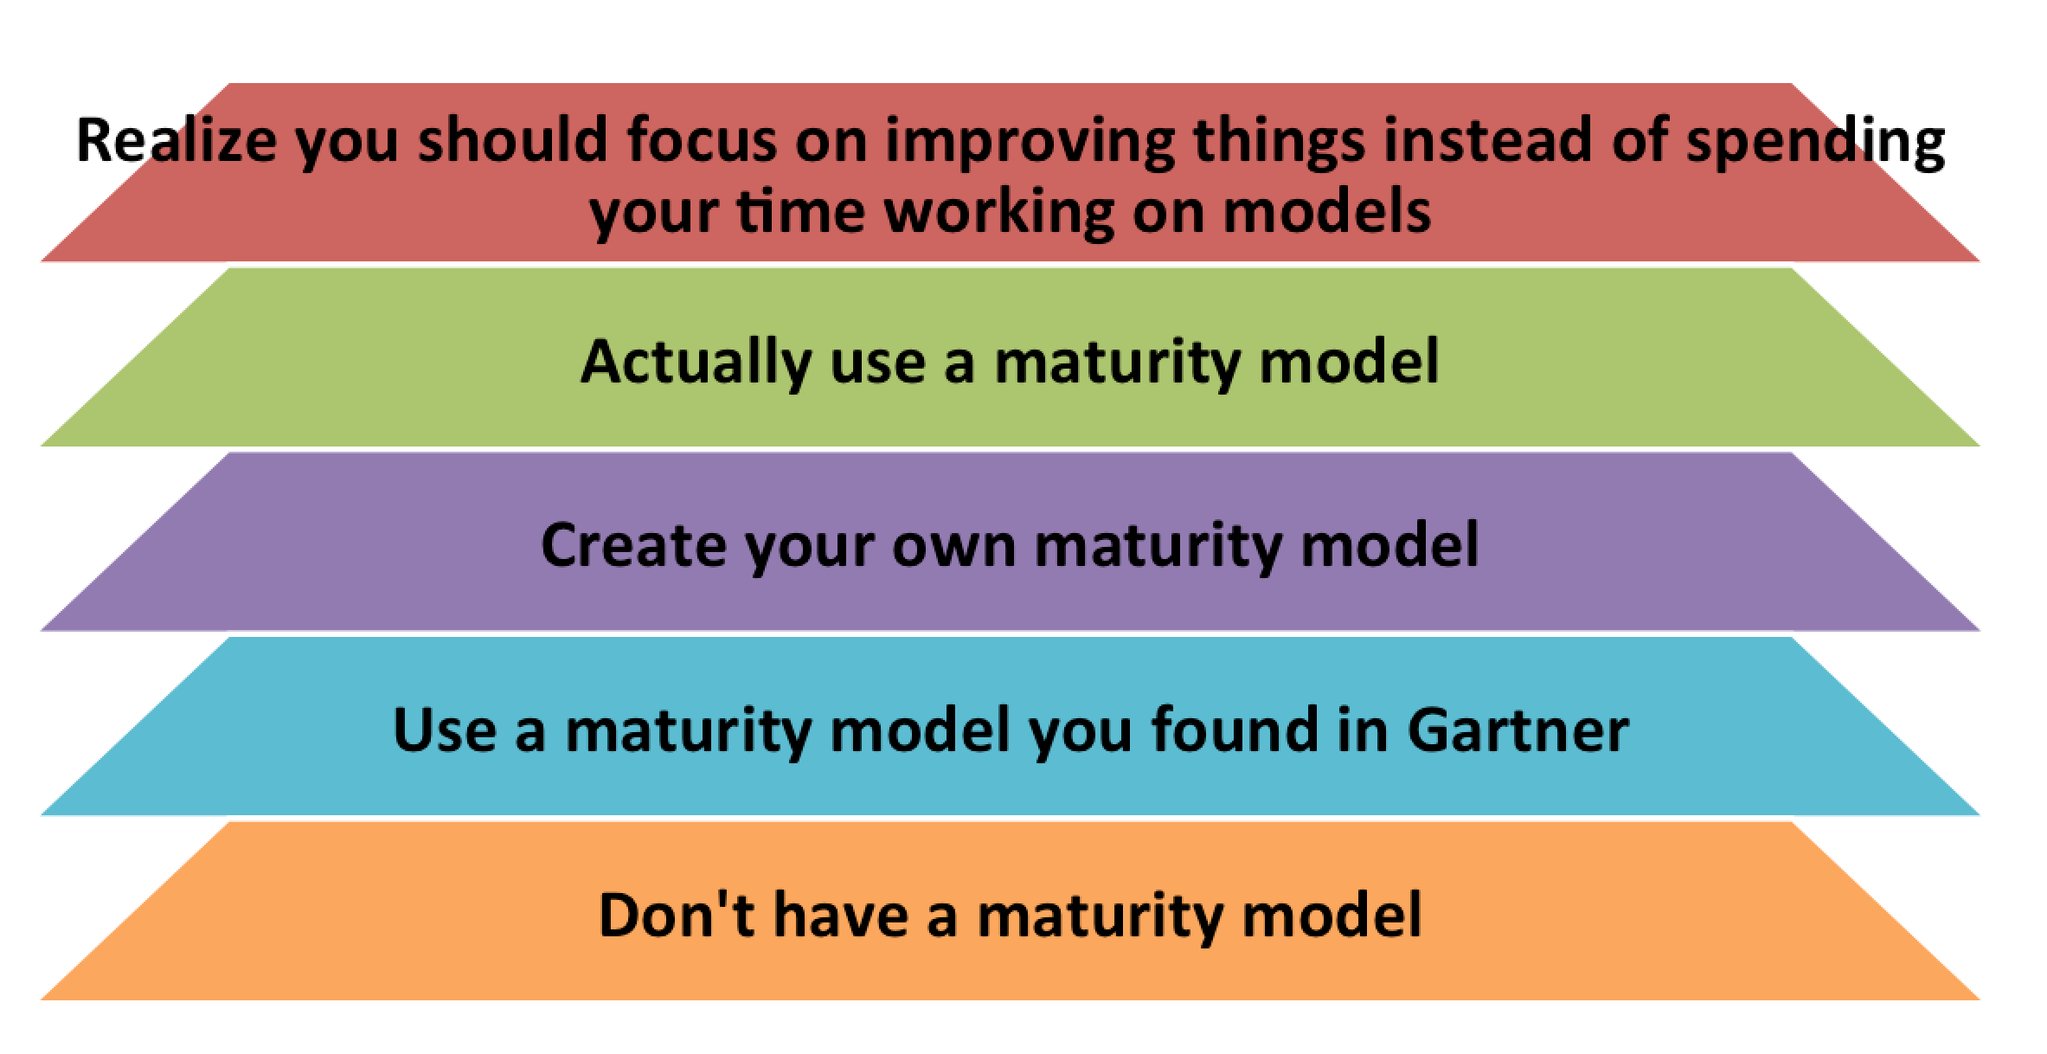 Realize you should focus on improving things instead of spending
your time working on models
Actually use a maturity model
Create your own maturity model
Use a maturity model you found in Gartner
Don't have a maturity model